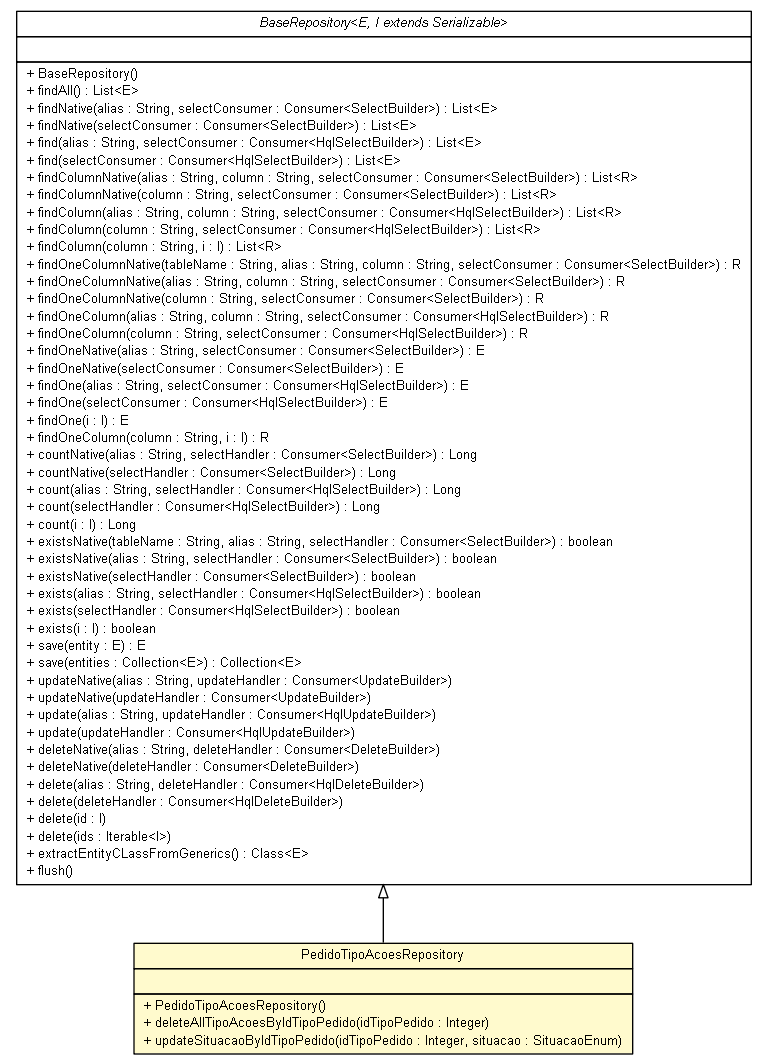 BaseRepository<E, I extends Serializable>
+ BaseRepository()
+ findAll() : List<E>
+ findNative(alias : String, selectConsumer : Consumer<SelectBuilder>) : List<E>
+ findNative(selectConsumer : Consumer<SelectBuilder>) : List<E>
+ find(alias : String, selectConsumer : Consumer<HqlSelectBuilder>) : List<E>
+ find(selectConsumer : Consumer<HqlSelectBuilder>) : List<E>
+ findColumnNative(alias : String, column : String, selectConsumer : Consumer<SelectBuilder>) : List<R>
+ findColumnNative(column : String, selectConsumer : Consumer<SelectBuilder>) : List<R>
+ findColumn(alias : String, column : String, selectConsumer : Consumer<HqlSelectBuilder>) : List<R>
+ findColumn(column : String, selectConsumer : Consumer<HqlSelectBuilder>) : List<R>
+ findColumn(column : String, i : I) : List<R>
+ findOneColumnNative(tableName : String, alias : String, column : String, selectConsumer : Consumer<SelectBuilder>) : R
+ findOneColumnNative(alias : String, column : String, selectConsumer : Consumer<SelectBuilder>) : R
+ findOneColumnNative(column : String, selectConsumer : Consumer<SelectBuilder>) : R
+ findOneColumn(alias : String, column : String, selectConsumer : Consumer<HqlSelectBuilder>) : R
+ findOneColumn(column : String, selectConsumer : Consumer<HqlSelectBuilder>) : R
+ findOneNative(alias : String, selectConsumer : Consumer<SelectBuilder>) : E
+ findOneNative(selectConsumer : Consumer<SelectBuilder>) : E
+ findOne(alias : String, selectConsumer : Consumer<HqlSelectBuilder>) : E
+ findOne(selectConsumer : Consumer<HqlSelectBuilder>) : E
+ findOne(i : I) : E
+ findOneColumn(column : String, i : I) : R
+ countNative(alias : String, selectHandler : Consumer<SelectBuilder>) : Long
+ countNative(selectHandler : Consumer<SelectBuilder>) : Long
+ count(alias : String, selectHandler : Consumer<HqlSelectBuilder>) : Long
+ count(selectHandler : Consumer<HqlSelectBuilder>) : Long
+ count(i : I) : Long
+ existsNative(tableName : String, alias : String, selectHandler : Consumer<SelectBuilder>) : boolean
+ existsNative(alias : String, selectHandler : Consumer<SelectBuilder>) : boolean
+ existsNative(selectHandler : Consumer<SelectBuilder>) : boolean
+ exists(alias : String, selectHandler : Consumer<HqlSelectBuilder>) : boolean
+ exists(selectHandler : Consumer<HqlSelectBuilder>) : boolean
+ exists(i : I) : boolean
+ save(entity : E) : E
+ save(entities : Collection<E>) : Collection<E>
+ updateNative(alias : String, updateHandler : Consumer<UpdateBuilder>)
+ updateNative(updateHandler : Consumer<UpdateBuilder>)
+ update(alias : String, updateHandler : Consumer<HqlUpdateBuilder>)
+ update(updateHandler : Consumer<HqlUpdateBuilder>)
+ deleteNative(alias : String, deleteHandler : Consumer<DeleteBuilder>)
+ deleteNative(deleteHandler : Consumer<DeleteBuilder>)
+ delete(alias : String, deleteHandler : Consumer<HqlDeleteBuilder>)
+ delete(deleteHandler : Consumer<HqlDeleteBuilder>)
+ delete(id : I)
+ delete(ids : Iterable<I>)
+ extractEntityCLassFromGenerics() : Class<E>
+ flush()
PedidoTipoAcoesRepository
+ PedidoTipoAcoesRepository()
+ deleteAllTipoAcoesByIdTipoPedido(idTipoPedido : Integer)
+ updateSituacaoByIdTipoPedido(idTipoPedido : Integer, situacao : SituacaoEnum)